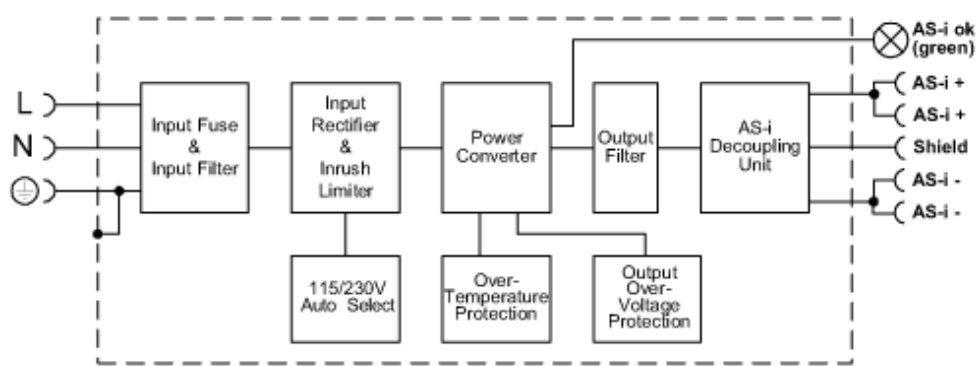 AS-i ok
(green)
L
N
Input Fuse
&
Input Filter
Input
Rectifier
&
Inrush
Limiter
Power
Converter
Output
Filter
AS-i
Decoupling
Unit
AS-i +
AS-i +
Shield
AS-i -
AS-i -
115/230V
Auto Select
Over-
Temperature
Protection
Output
Over-
Voltage
Protection